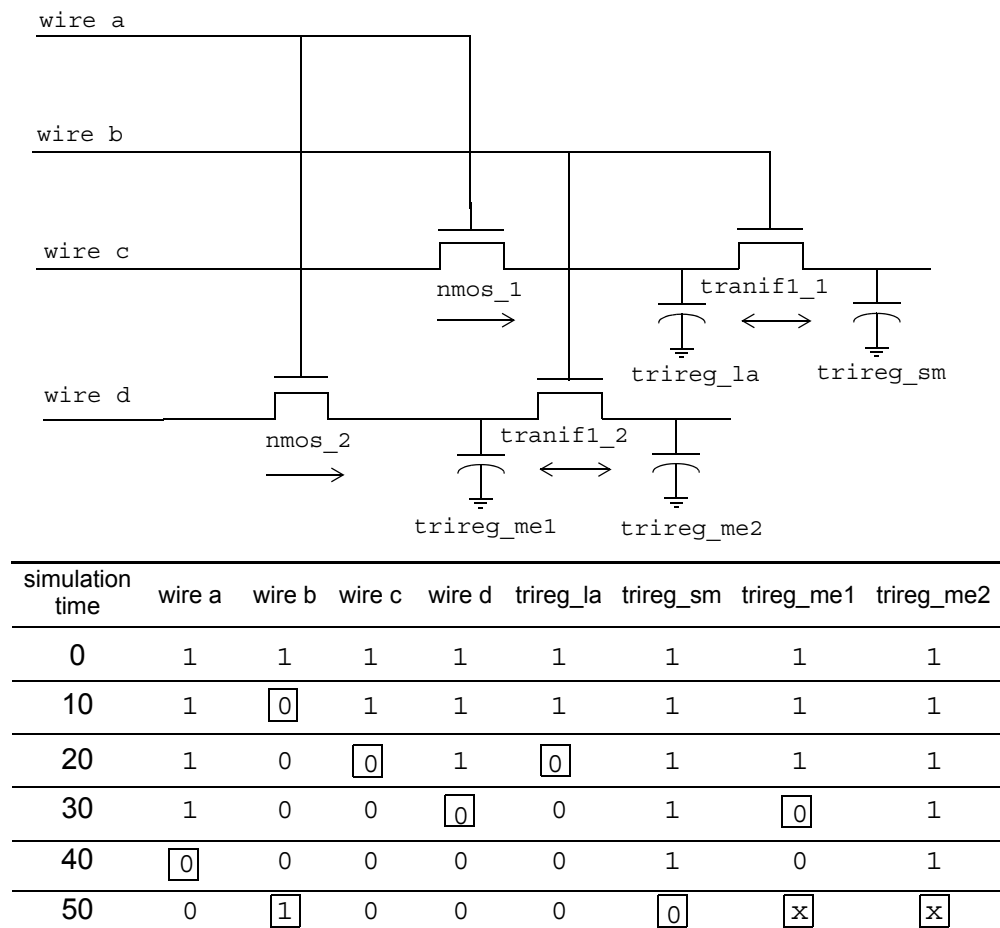 wire a
wire b
wire c
nmos_1
tranif1_1
trireg_la
trireg_sm
wire d
nmos_2
tranif1_2
trireg_me1
trireg_me2
simulation
time
wire a wire b wire c wire d trireg_la trireg_sm trireg_me1 trireg_me2
0 1 1 1 1 1 1 1 1
10 1 0 1 1 1 1 1 1
20 1 0 0 1 0 1 1 1
30 1 0 0 0 0 1 0 1
40 0 0 0 0 0 1 0 1
50 0 1 0 0 0 0 x x